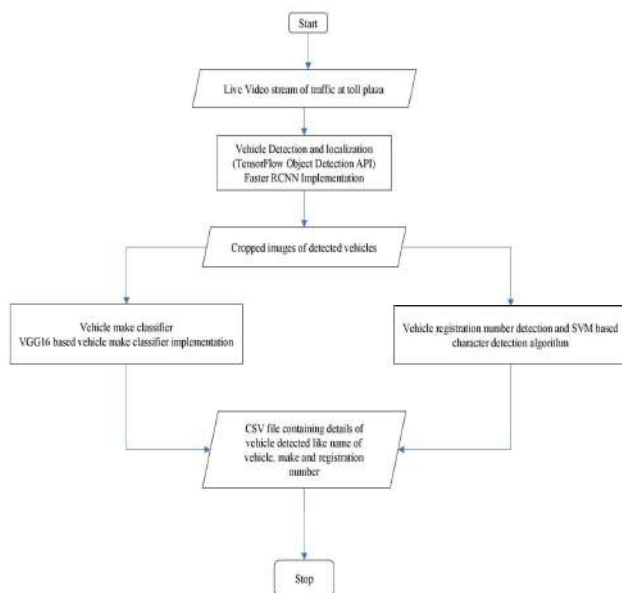 Start
Live Video stream of traffic at toll plaza
Vehicle Detection and localization
(TensorFlow Object Detection API)
Faster RCNN Implementation
Cropped images of detected vehicles
Vehicle make classifier
VGG16 based vehicle make classifier implementation
Vehicle registration number detection and SVM based
character detection algorithm
CSV file containing details of
vehicle detected like name of
vehicle, make and registration
number
Stop